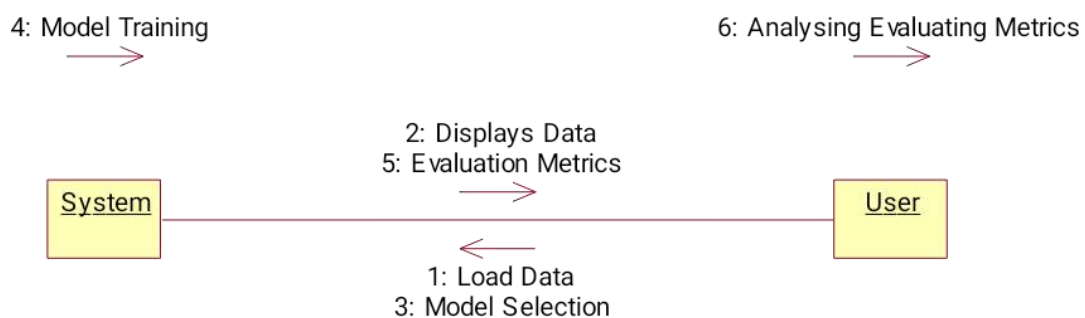 4: Model Training
6: Analysing Evaluating Metrics
2: Displays Data
5: Evaluation Metrics
System
User
1: Load Data
3: Model Selection